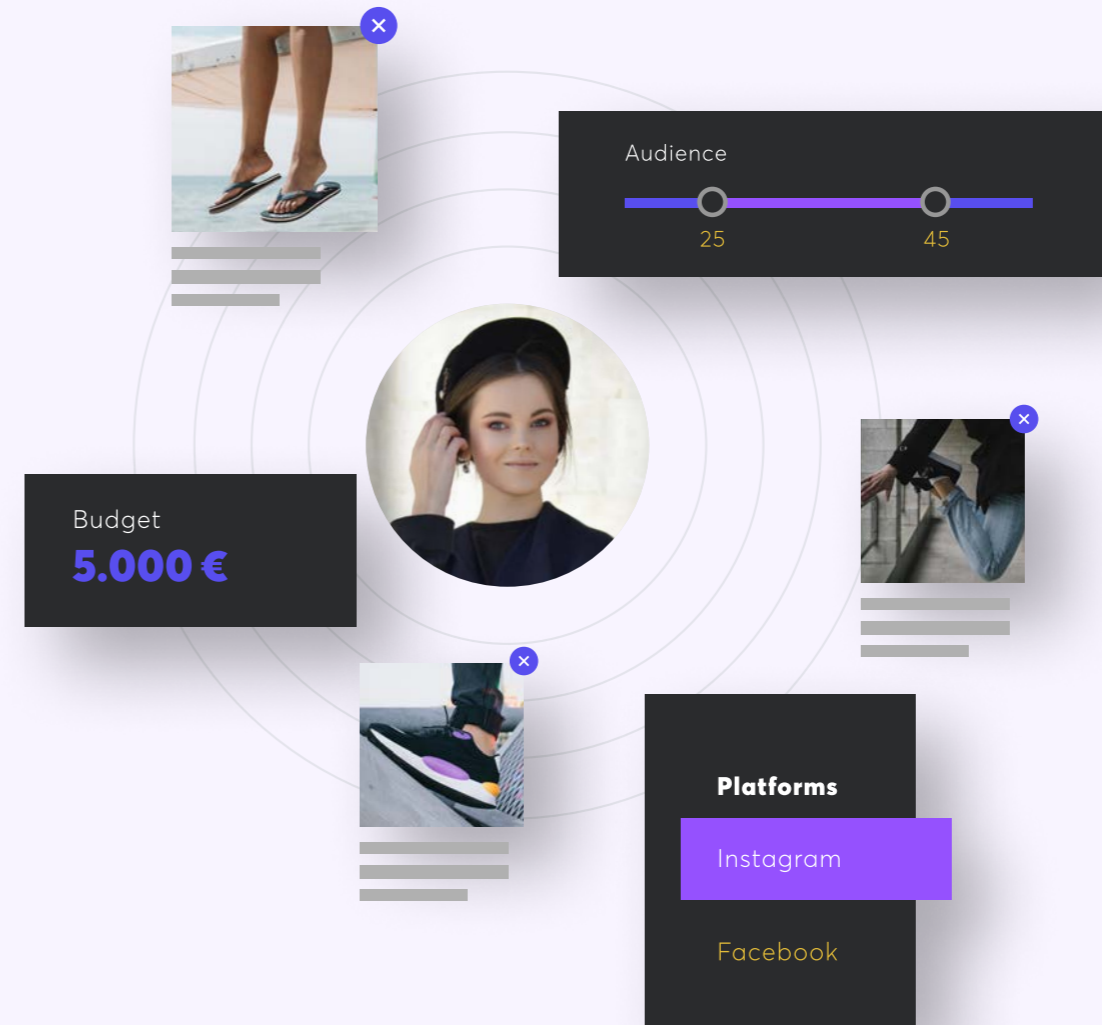 Audience
25 45
Budget
5.000 €
Platforms
Instagram
Facebook